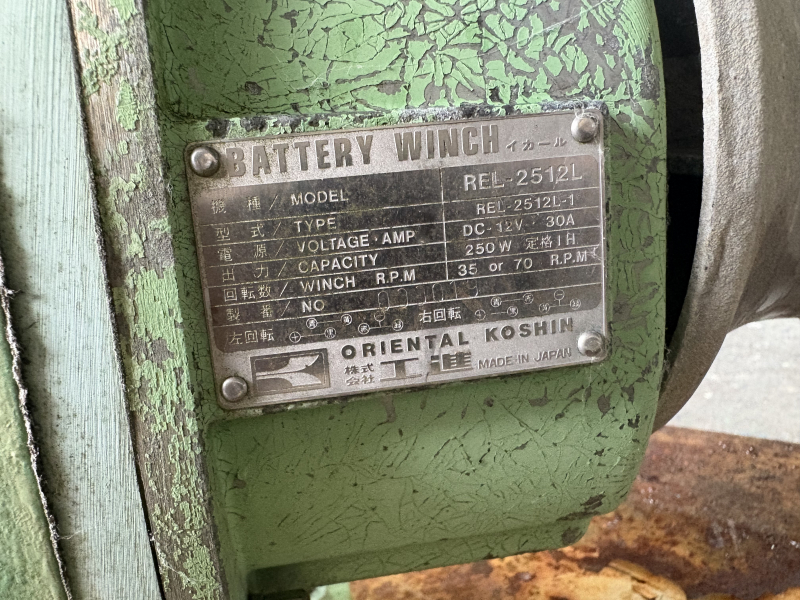 BATTERY WINCH イカール
機種 / MODEL REL-2512L
型式 / TYPE REL-2512L-1
電源 / VOLTAGE・AMP DC-12V・30A
出力 / CAPACITY 250W 定格1H
回転数 / WINCH R.P.M 35 or 70 R.P.M
製番 / NO
左回転 右回転
ORIENTAL KOSHIN
株式会社 工進 MADE IN JAPAN